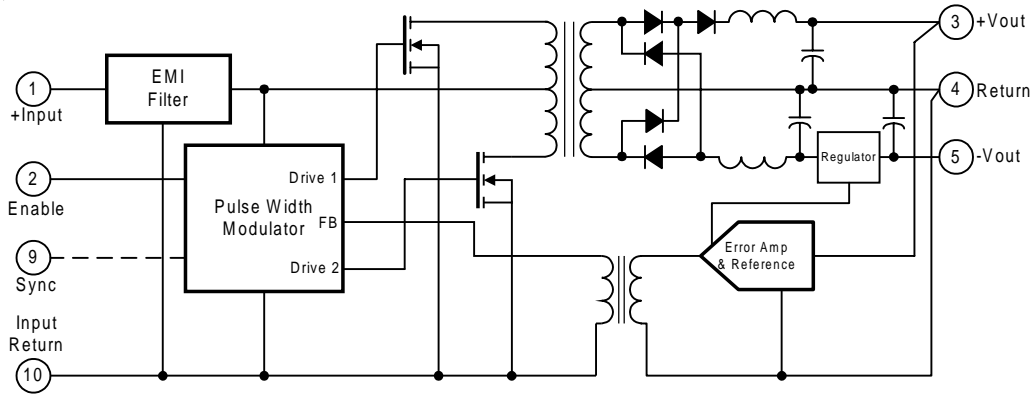 1
+Input
EMI
Filter
2
Enable
9
Sync
Input
Return
10
Drive 1
Pulse Width
Modulator
FB
Drive 2
3
+Vout
4
Return
5
-Vout
Regulator
Error Amp
& Reference